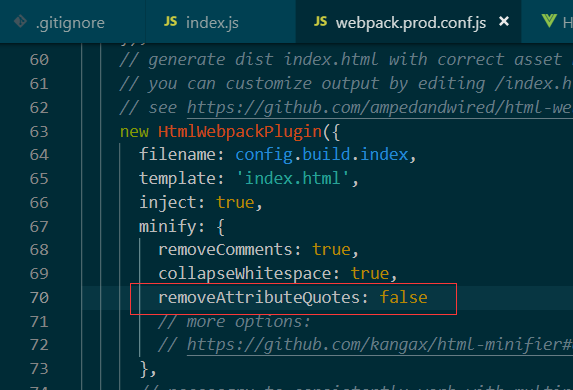 .gitignore
JS index.js
JS webpack.prod.conf.js ×
60 // generate dist index.html with correct asset
61 // you can customize output by editing /index.h
62 // see https://github.com/ampedandwired/html-we
63 new HtmlWebpackPlugin({
64 filename: config.build.index,
65 template: 'index.html',
66 inject: true,
67 minify: {
68 removeComments: true,
69 collapseWhitespace: true,
70 removeAttributeQuotes: false
71 // more options:
72 // https://github.com/kangax/html-minifier#
73 },